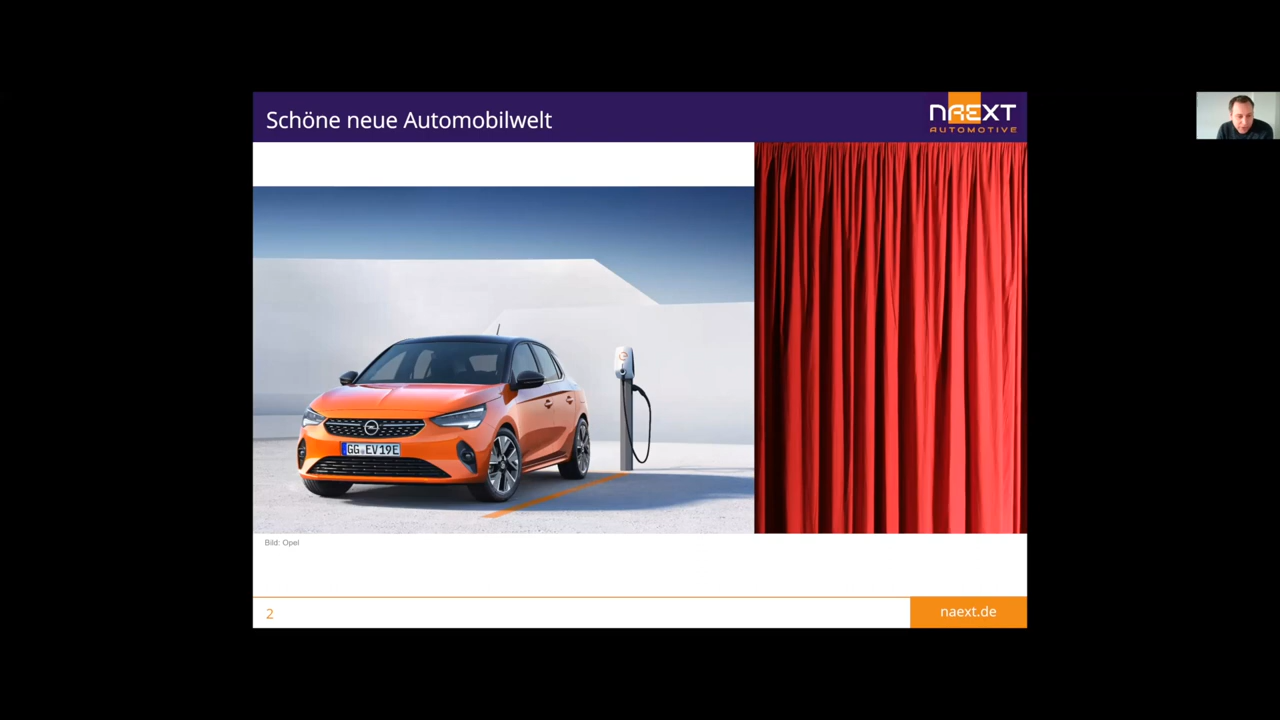 Schöne neue Automobilwelt
NAEXT
AUTOMOTIVE
GG EV19E
Bild: Opel
2
naext.de